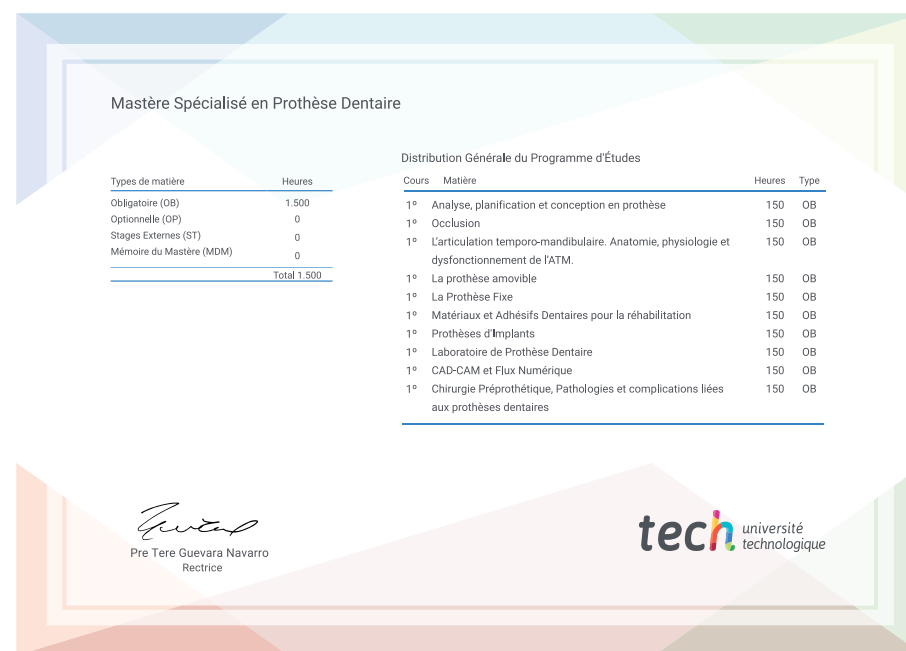 Mastère Spécialisé en Prothèse Dentaire
Types de matière Heures
Obligatoire (OB) 1.500
Optionnelle (OP) 0
Stages Externes (ST) 0
Mémoire du Mastère (MDM) 0
Total 1.500
Distribution Générale du Programme d'Études
Cours Matière Heures Type
1º Analyse, planification et conception en prothèse 150 OB
1º Occlusion 150 OB
1º L'articulation temporo-mandibulaire. Anatomie, physiologie et 150 OB
dysfonctionnement de l'ATM.
1º La prothèse amovible 150 OB
1º La Prothèse Fixe 150 OB
1º Matériaux et Adhésifs Dentaires pour la réhabilitation 150 OB
1º Prothèses d'Implants 150 OB
1º Laboratoire de Prothèse Dentaire 150 OB
1º CAD-CAM et Flux Numérique 150 OB
1º Chirurgie Préprothétique, Pathologies et complications liées 150 OB
aux prothèses dentaires
Pre Tere Guevara Navarro
Rectrice
tech université
technologique